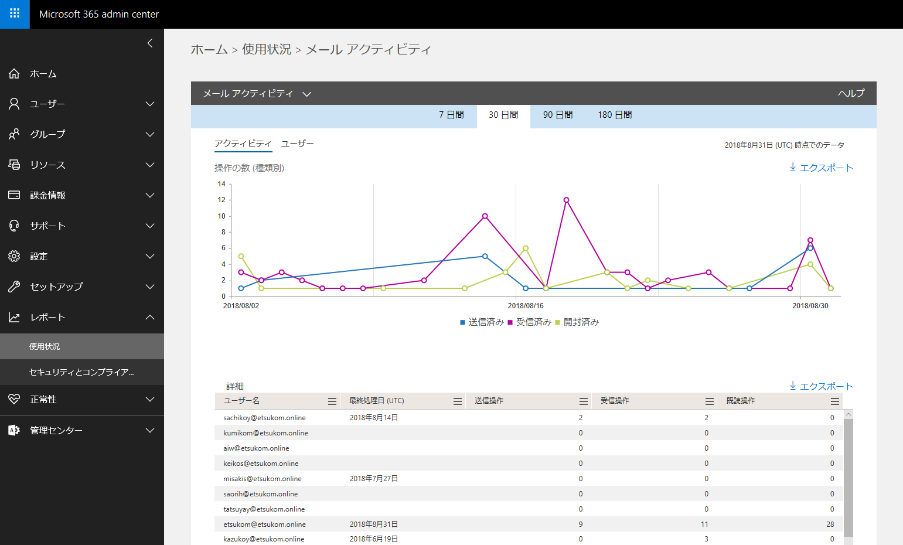 Microsoft 365 admin center
ホーム
ユーザー
グループ
リソース
課金情報
サポート
設定
セットアップ
レポート
使用状況
セキュリティとコンプライア...
正常性
管理センター
ホーム > 使用状況 > メール アクティビティ
メール アクティビティ ヘルプ
7 日間 30 日間 90 日間 180 日間
アクティビティ ユーザー 2018年8月31日 (UTC) 時点でのデータ
操作の数 (種類別) エクスポート
14
12
10
8
6
4
2
0
2018/08/02 2018/08/16 2018/08/30
送信済み 受信済み 開封済み
詳細 エクスポート
ユーザー名 最終処理日 (UTC) 送信操作 受信操作 既読操作
sachikoy@etsukom.online 2018年8月14日 2 2 0
kumikom@etsukom.online 0 0 0
aiw@etsukom.online 0 0 0
keikos@etsukom.online 0 0 0
misakis@etsukom.online 2018年7月27日 0 0 0
saorih@etsukom.online 0 0 0
tatsuyay@etsukom.online 0 0 0
etsukom@etsukom.online 2018年8月31日 9 11 28
kazukoy@etsukom.online 2018年6月19日 0 3 0